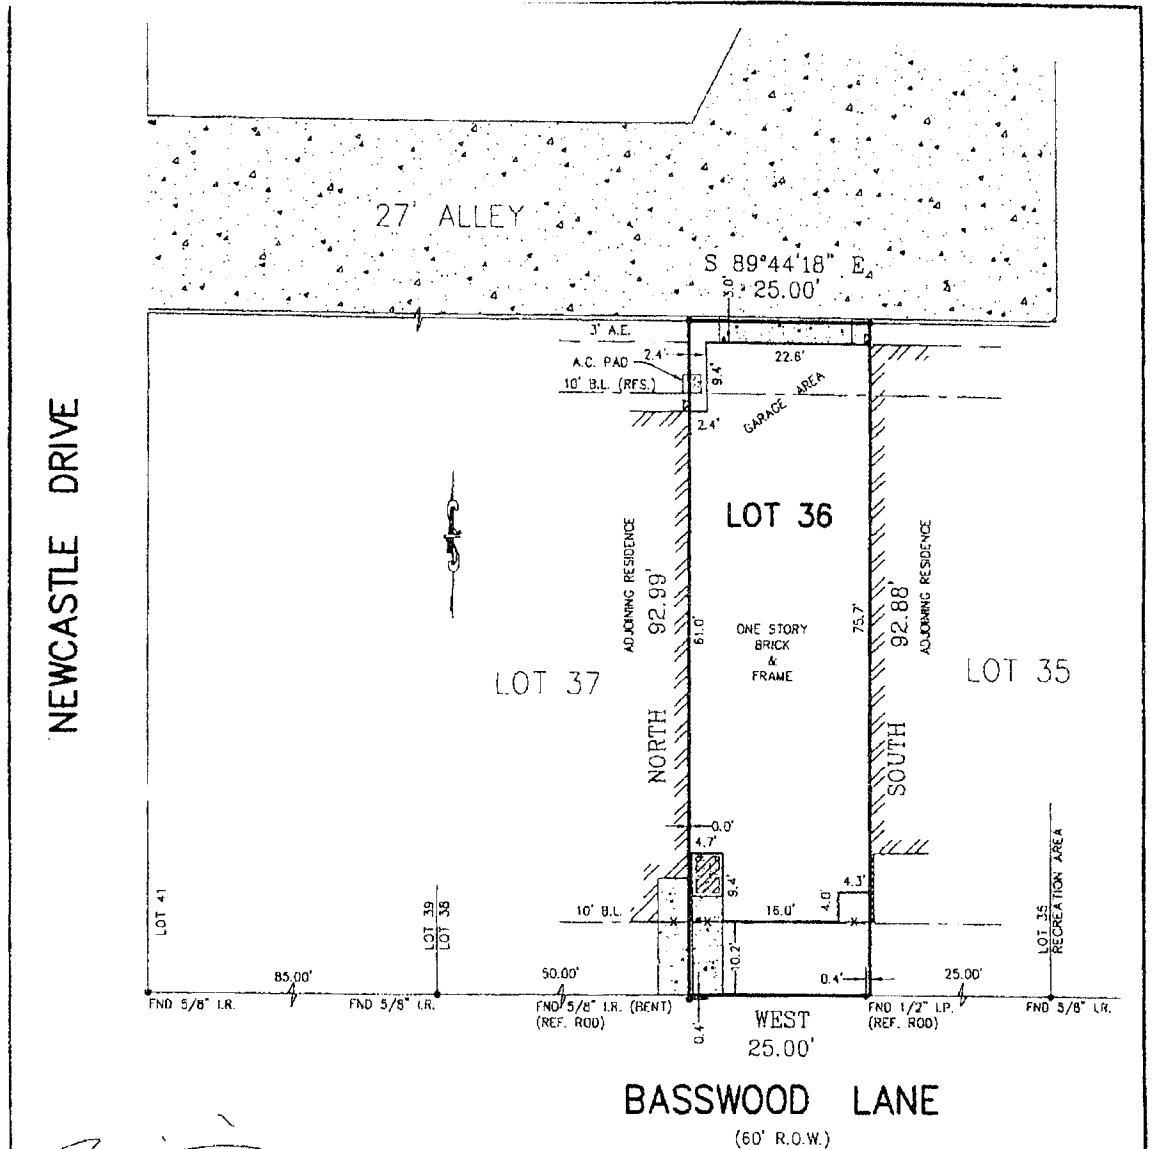 27' ALLEY
S 89°44'18" E
25.00'
3.0'
3' A.E.
2.4'
22.6'
A.C. PAD
9.4'
10' B.L. (RES.)
GARAGE AREA
2.4'
NEWCASTLE DRIVE
LOT 36
ADJOINING RESIDENCE
92.99'
61.0'
ONE STORY
BRICK
&
FRAME
75.7'
92.88'
ADJOINING RESIDENCE
LOT 37
LOT 35
NORTH
SOUTH
0.0'
4.7'
9.4'
4.3'
4.0'
10' B.L.
16.0'
10.2'
LOT 41
LOT 39
LOT 38
LOT 35
RECREATION AREA
85.00'
50.00'
0.4'
25.00'
FND 5/8" I.R.
FND 5/8" I.R.
FND 5/8" I.R. (BENT)
(REF. ROD)
FND 1/2" I.P.
(REF. ROD)
FND 5/8" I.R.
0.4'
WEST
25.00'
BASSWOOD LANE
(60' R.O.W.)